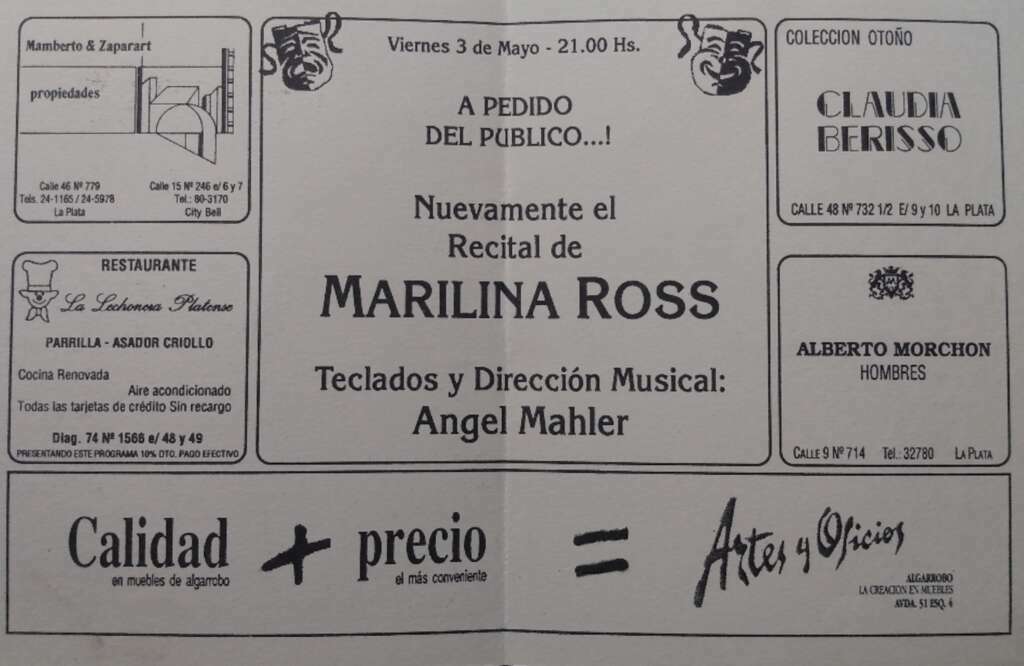 Mamberto & Zaparart
propiedades
Calle 46 Nº 779
Tels. 24-1165 / 24-5978
La Plata
Calle 15 Nº 246 e/ 6 y 7
Tel.: 80-3170
City Bell
RESTAURANTE
La Lechonera Platense
PARRILLA - ASADOR CRIOLLO
Cocina Renovada
Aire acondicionado
Todas las tarjetas de crédito Sin recargo
Diag. 74 Nº 1566 e/ 48 y 49
PRESENTANDO ESTE PROGRAMA 10% DTO. PAGO EFECTIVO
Viernes 3 de Mayo - 21.00 Hs.
A PEDIDO
DEL PUBLICO...!
Nuevamente el
Recital de
MARILINA ROSS
Teclados y Dirección Musical:
Angel Mahler
COLECCION OTOÑO
CLAUDIA
BERISSO
CALLE 48 Nº 732 1/2 E/ 9 y 10 LA PLATA
ALBERTO MORCHON
HOMBRES
CALLE 9 Nº 714 Tel.: 32780 LA PLATA
Calidad + precio = Artes y Oficios
en muebles de algarrobo
el más conveniente
ALGARROBO
LA CREACION EN MUEBLES
AVDA. 51 ESQ. 6